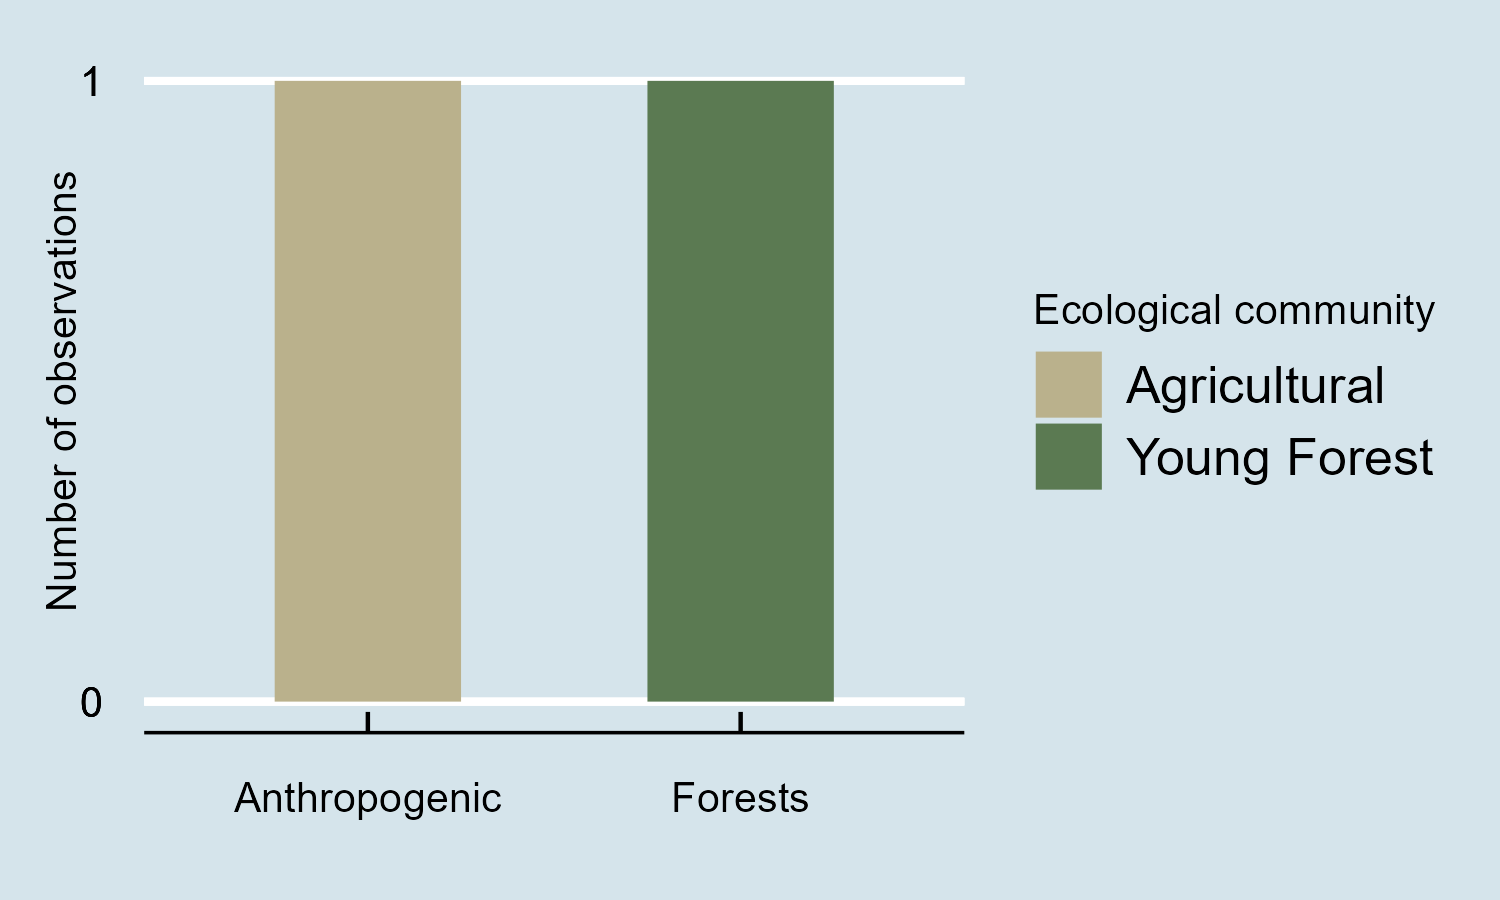 1
0
Number of observations
Anthropogenic
Forests
Ecological community
Agricultural
Young Forest